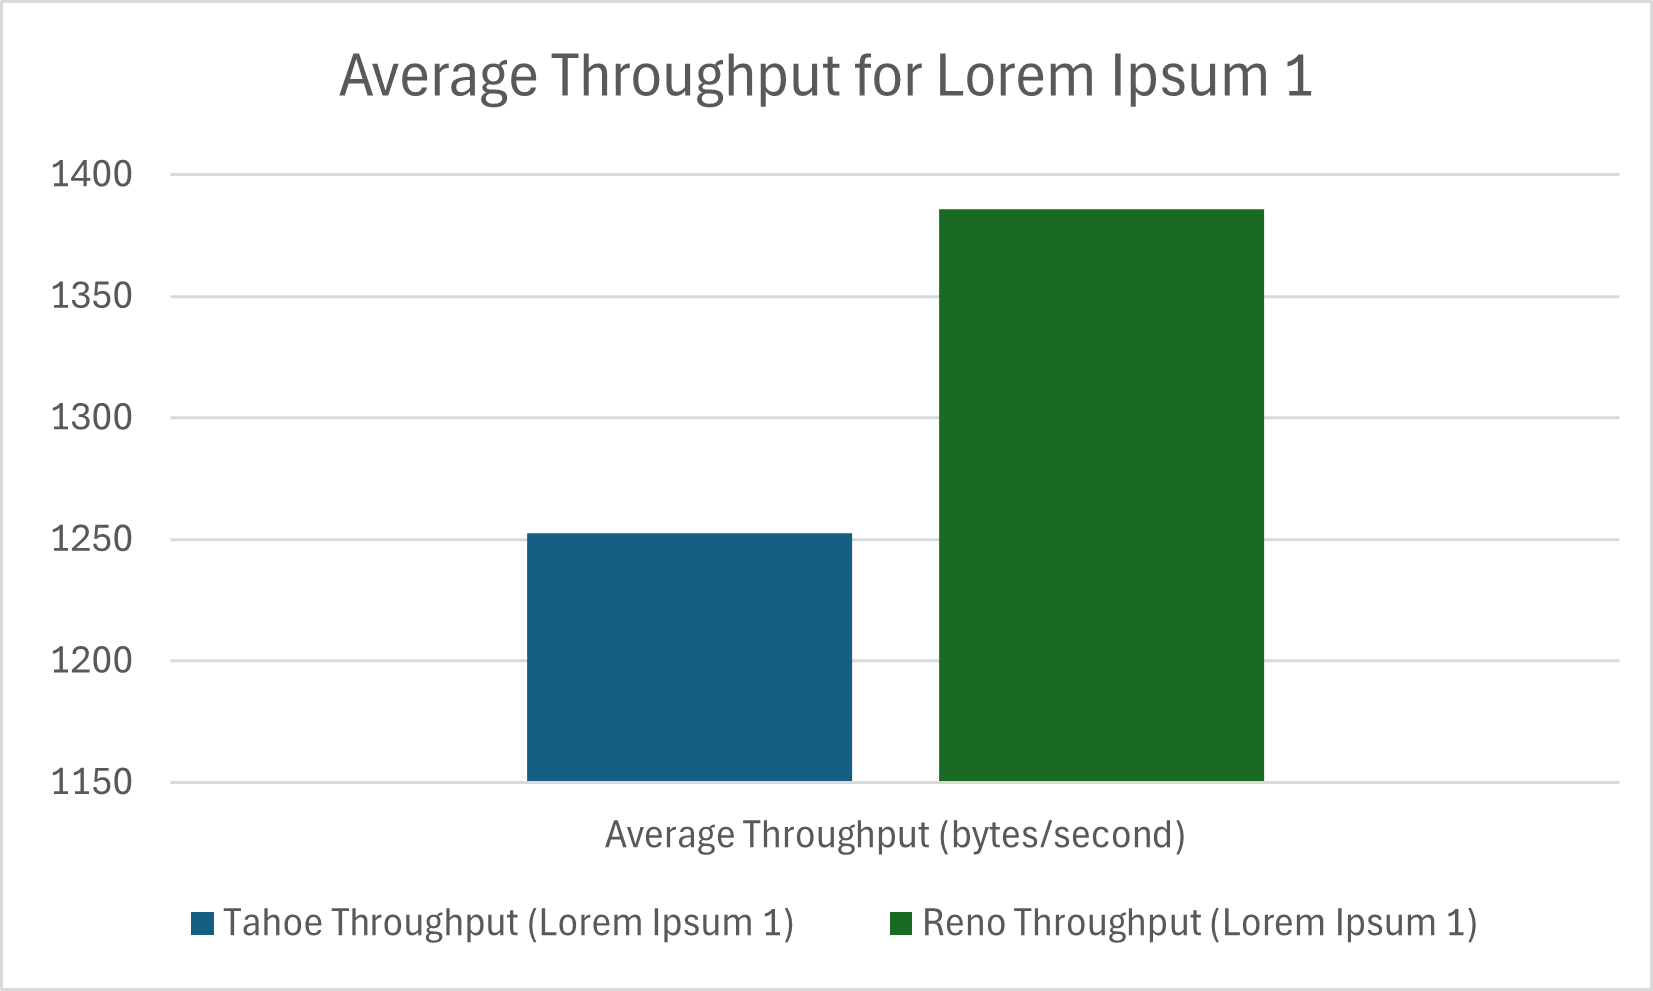 Average Throughput for Lorem Ipsum 1
1400
1350
1300
1250
1200
1150
Average Throughput (bytes/second)
Tahoe Throughput (Lorem Ipsum 1)
Reno Throughput (Lorem Ipsum 1)